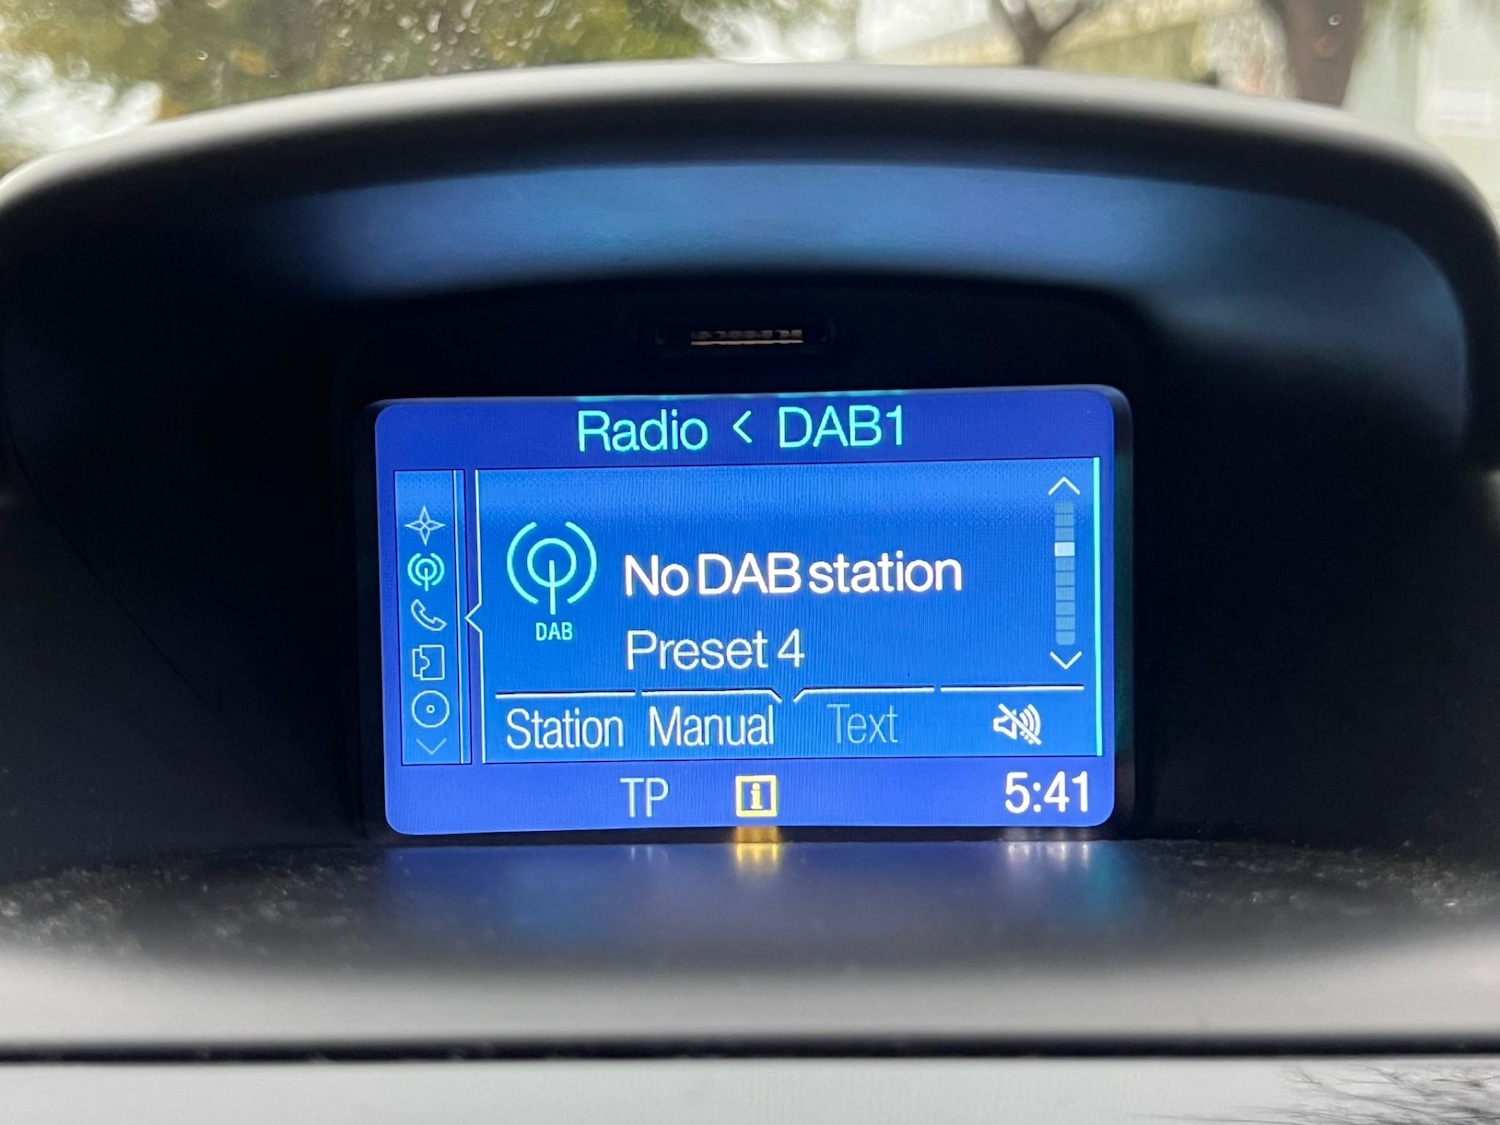 Radio < DAB1
No DAB station
DAB
Preset 4
Station Manual Text
TP i 5:41